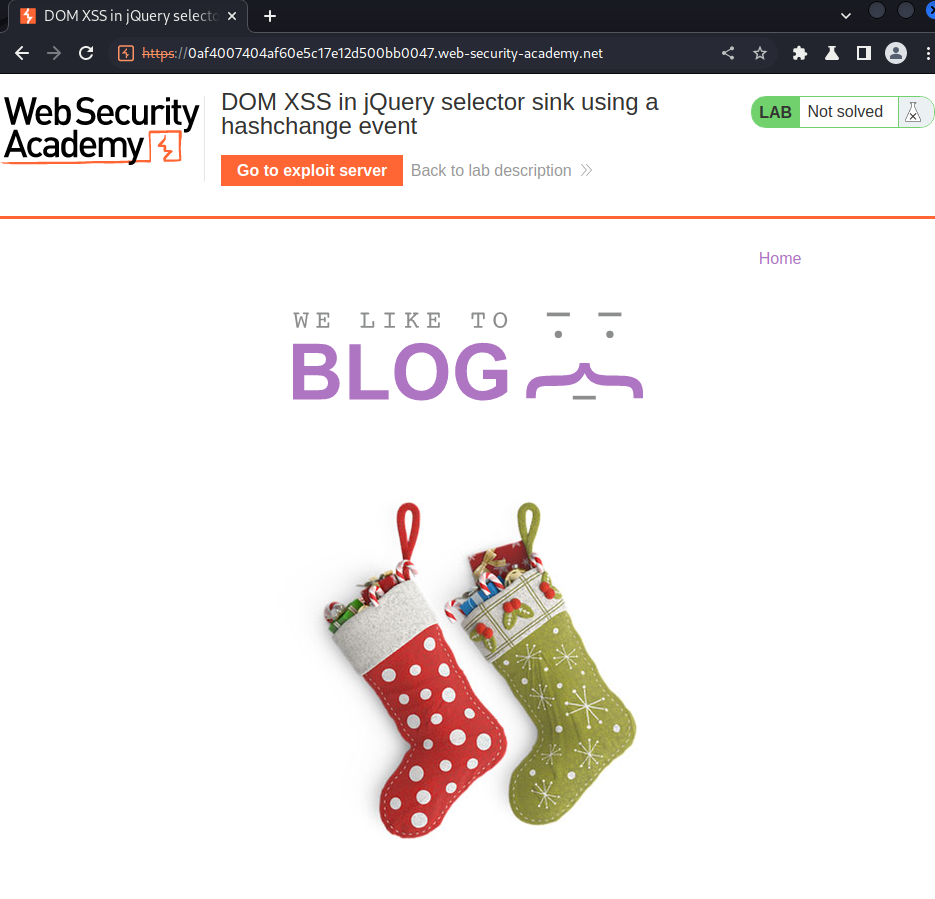 DOM XSS in jQuery selecto
https://0af4007404af60e5c17e12d500bb0047.web-security-academy.net
Web Security
Academy
DOM XSS in jQuery selector sink using a
hashchange event
LAB Not solved
Go to exploit server Back to lab description
Home
WE LIKE TO
BLOG